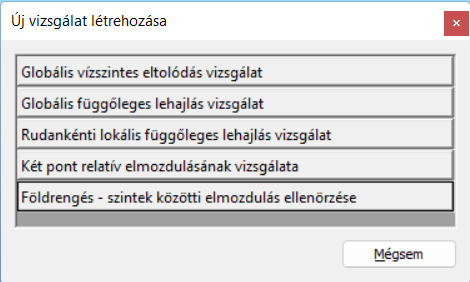 Új vizsgálat létrehozása
Globális vízszintes eltolódás vizsgálat
Globális függőleges lehajlás vizsgálat
Rudankénti lokális függőleges lehajlás vizsgálat
Két pont relatív elmozdulásának vizsgálata
Földrengés - szintek közötti elmozdulás ellenőrzése
Mégsem